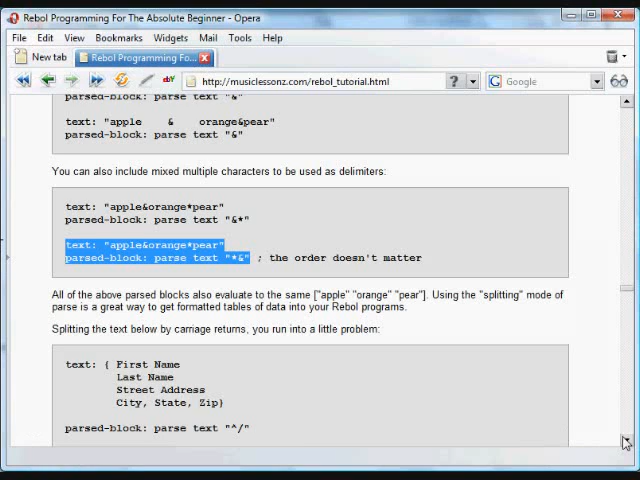 Rebol Programming For The Absolute Beginner - Opera
File Edit View Bookmarks Widgets Mail Tools Help
New tab Rebol Programming Fo...
http://musiclessonz.com/rebol_tutorial.html ? Google
parsed-block: parse text "&"
text: "apple    &    orange&pear"
parsed-block: parse text "&"
You can also include mixed multiple characters to be used as delimiters:
text: "apple&orange*pear"
parsed-block: parse text "&*"
text: "apple&orange*pear"
parsed-block: parse text "*&" ; the order doesn't matter
All of the above parsed blocks also evaluate to the same ["apple" "orange" "pear"]. Using the "splitting" mode of
parse is a great way to get formatted tables of data into your Rebol programs.
Splitting the text below by carriage returns, you run into a little problem:
text: { First Name
Last Name
Street Address
City, State, Zip}
parsed-block: parse text "^/"